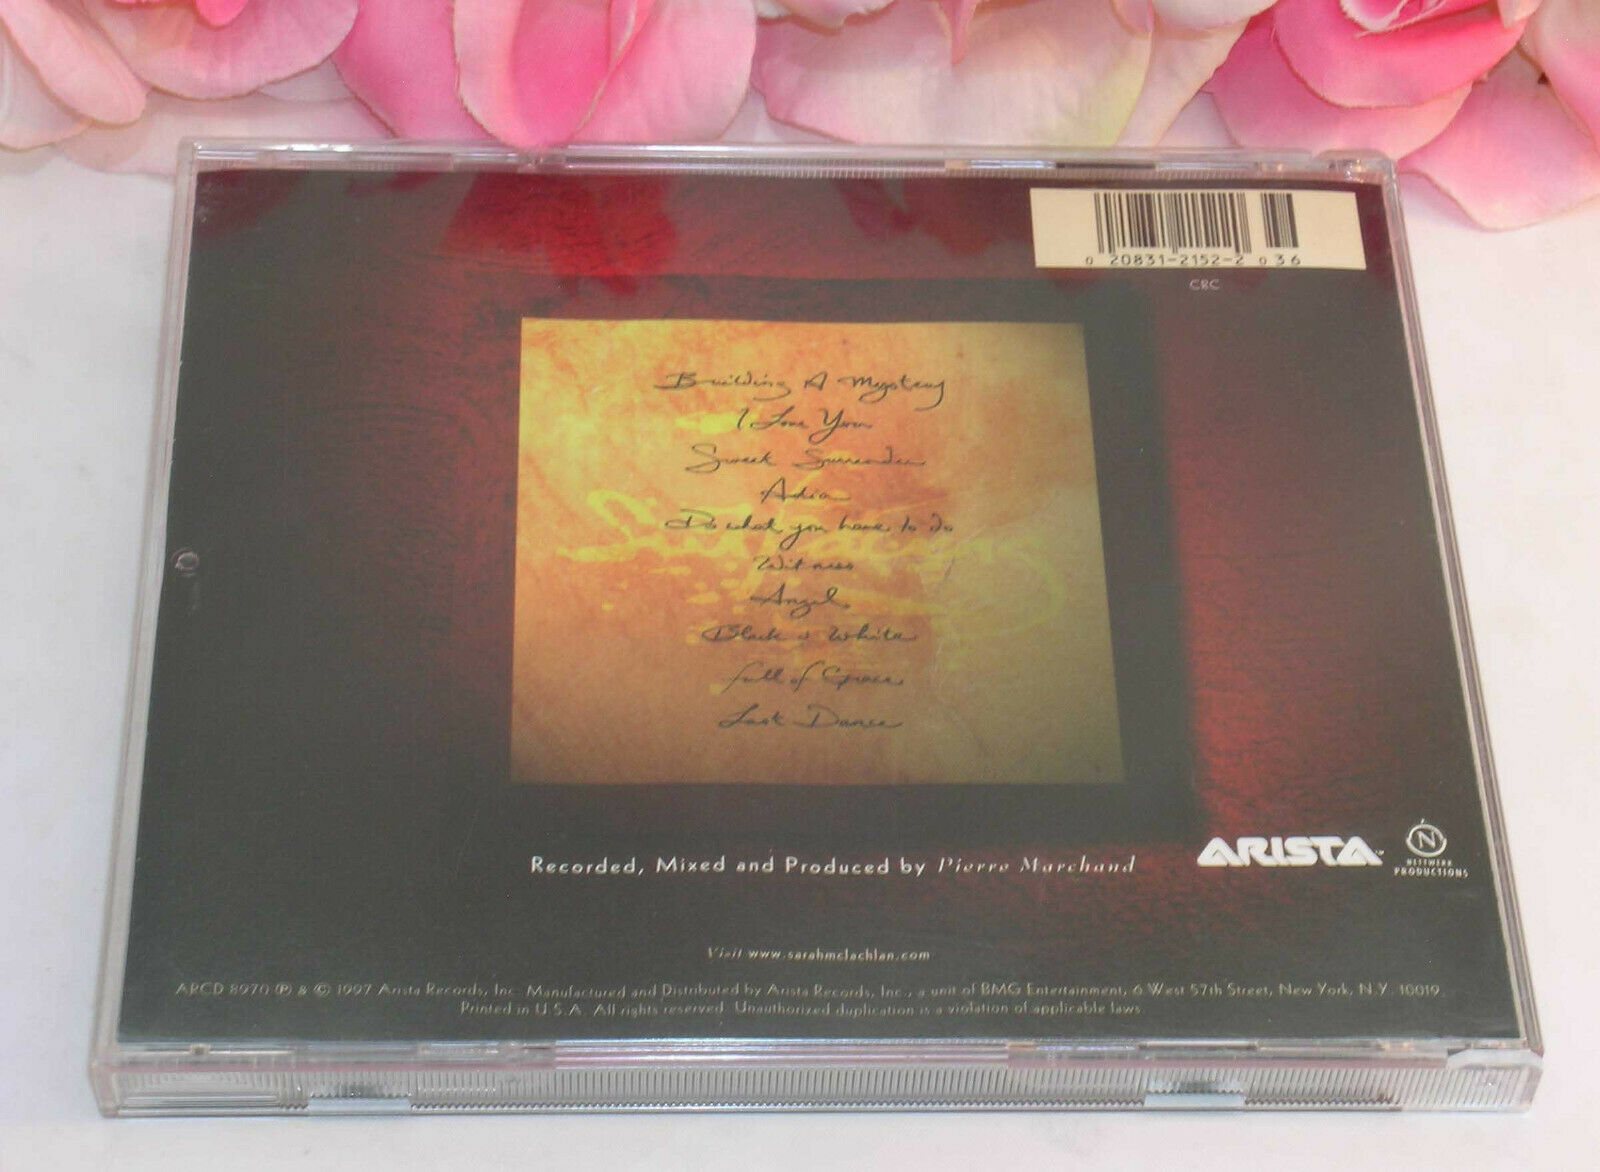 0 20831-2152-2 0 36
CRC
Building A Mystery
I Love You
Sweet Surrender
Adia
Do what you have to do
Witness
Angel
Black & White
full of Grace
Last Dance
Surfacing
Recorded, Mixed and Produced by Pierre Marchand
ARISTA™
N
NETTWERK
PRODUCTIONS
Visit www.sarahmclachlan.com
ARCD 8970 ℗ & © 1997 Arista Records, Inc. Manufactured and Distributed by Arista Records, Inc., a unit of BMG Entertainment, 6 West 57th Street, New York, N.Y. 10019.
Printed in U.S.A. All rights reserved. Unauthorized duplication is a violation of applicable laws.